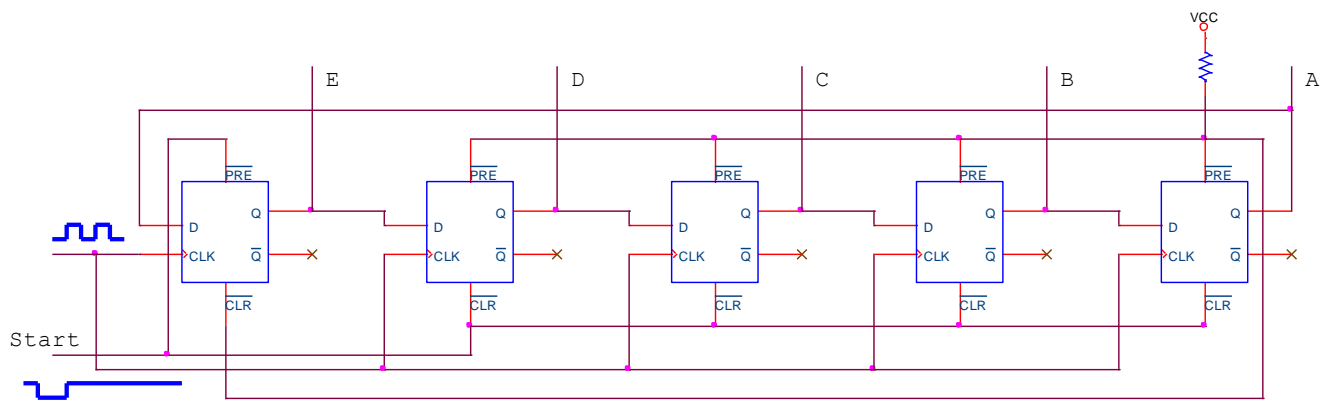 VCC
E D C B A
PRE PRE PRE PRE PRE
D Q D Q D Q D Q D Q
CLK Q CLK Q CLK Q CLK Q CLK Q
CLR CLR CLR CLR CLR
Start